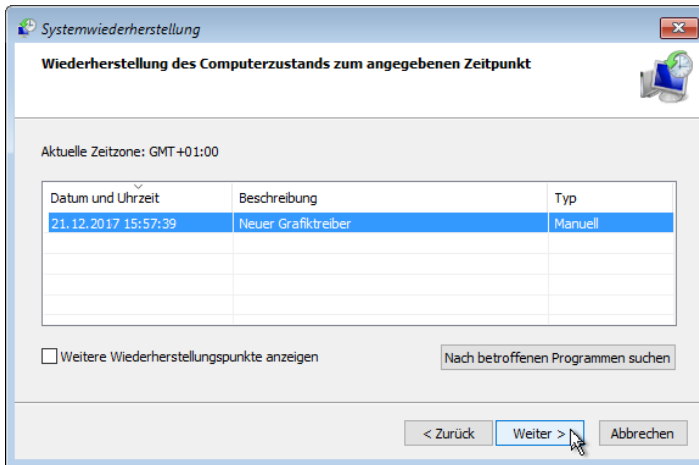 Systemwiederherstellung
Wiederherstellung des Computerzustands zum angegebenen Zeitpunkt
Aktuelle Zeitzone: GMT+01:00
Datum und Uhrzeit Beschreibung Typ
21.12.2017 15:57:39 Neuer Grafiktreiber Manuell
Weitere Wiederherstellungspunkte anzeigen Nach betroffenen Programmen suchen
< Zurück Weiter > Abbrechen